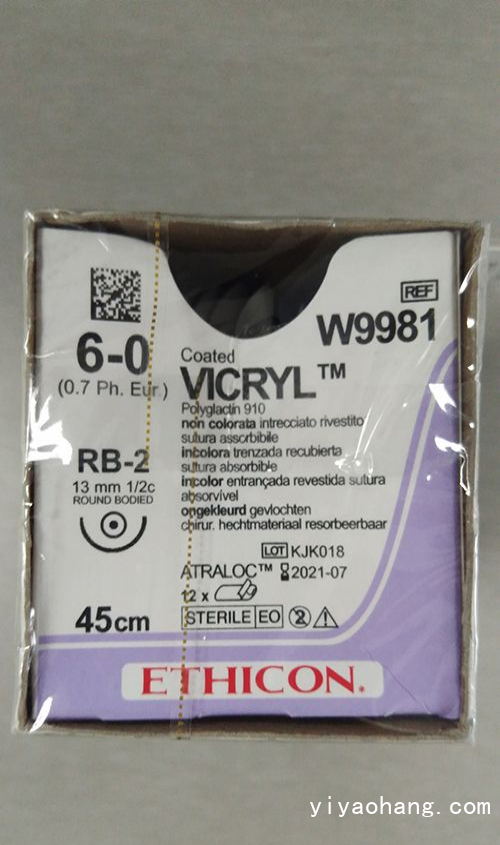 REF
W9981
6-0
(0.7 Ph. Eur.)
Coated
VICRYL™
Polyglactin 910
non colorata intrecciato rivestito
sutura assorbibile
incolora trenzada recubierta
sutura absorbible
incolor entrançada revestida sutura
absorvível
ongekleurd gevlochten
chirur. hechtmateriaal resorbeerbaar
RB-2
13 mm 1/2c
ROUND BODIED
LOT KJK018
ATRALOC™ 2021-07
12 x
45cm
STERILE EO 2
ETHICON.
yiyaohang.com